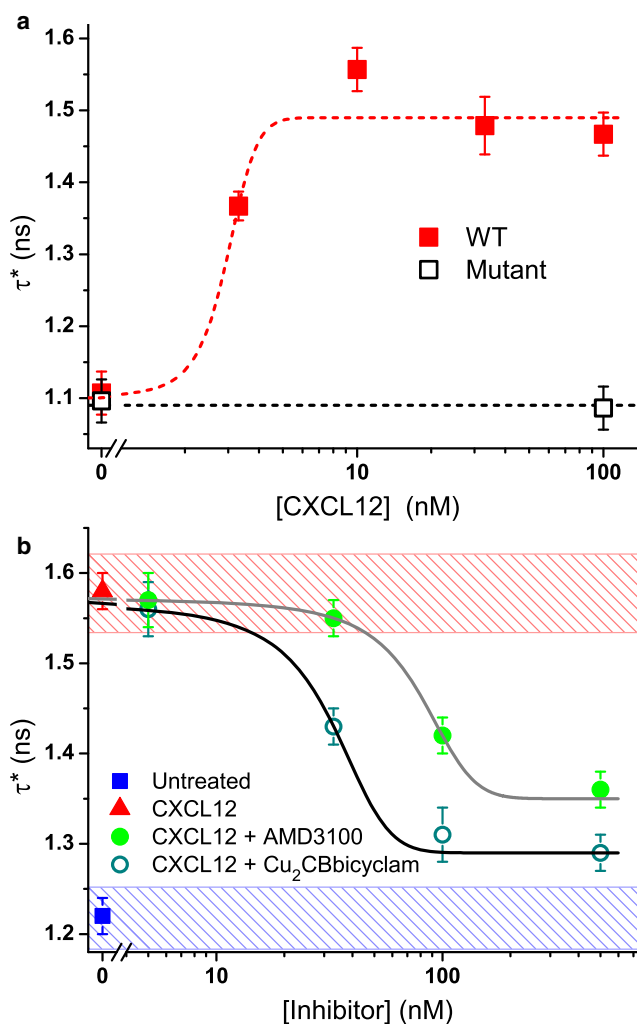 a
1.6
1.5
1.4
1.3
1.2
1.1
τ* (ns)
WT
Mutant
0
10
100
[CXCL12] (nM)
b
1.6
1.5
1.4
1.3
1.2
τ* (ns)
Untreated
CXCL12
CXCL12 + AMD3100
CXCL12 + Cu₂CBbicyclam
0
10
100
[Inhibitor] (nM)